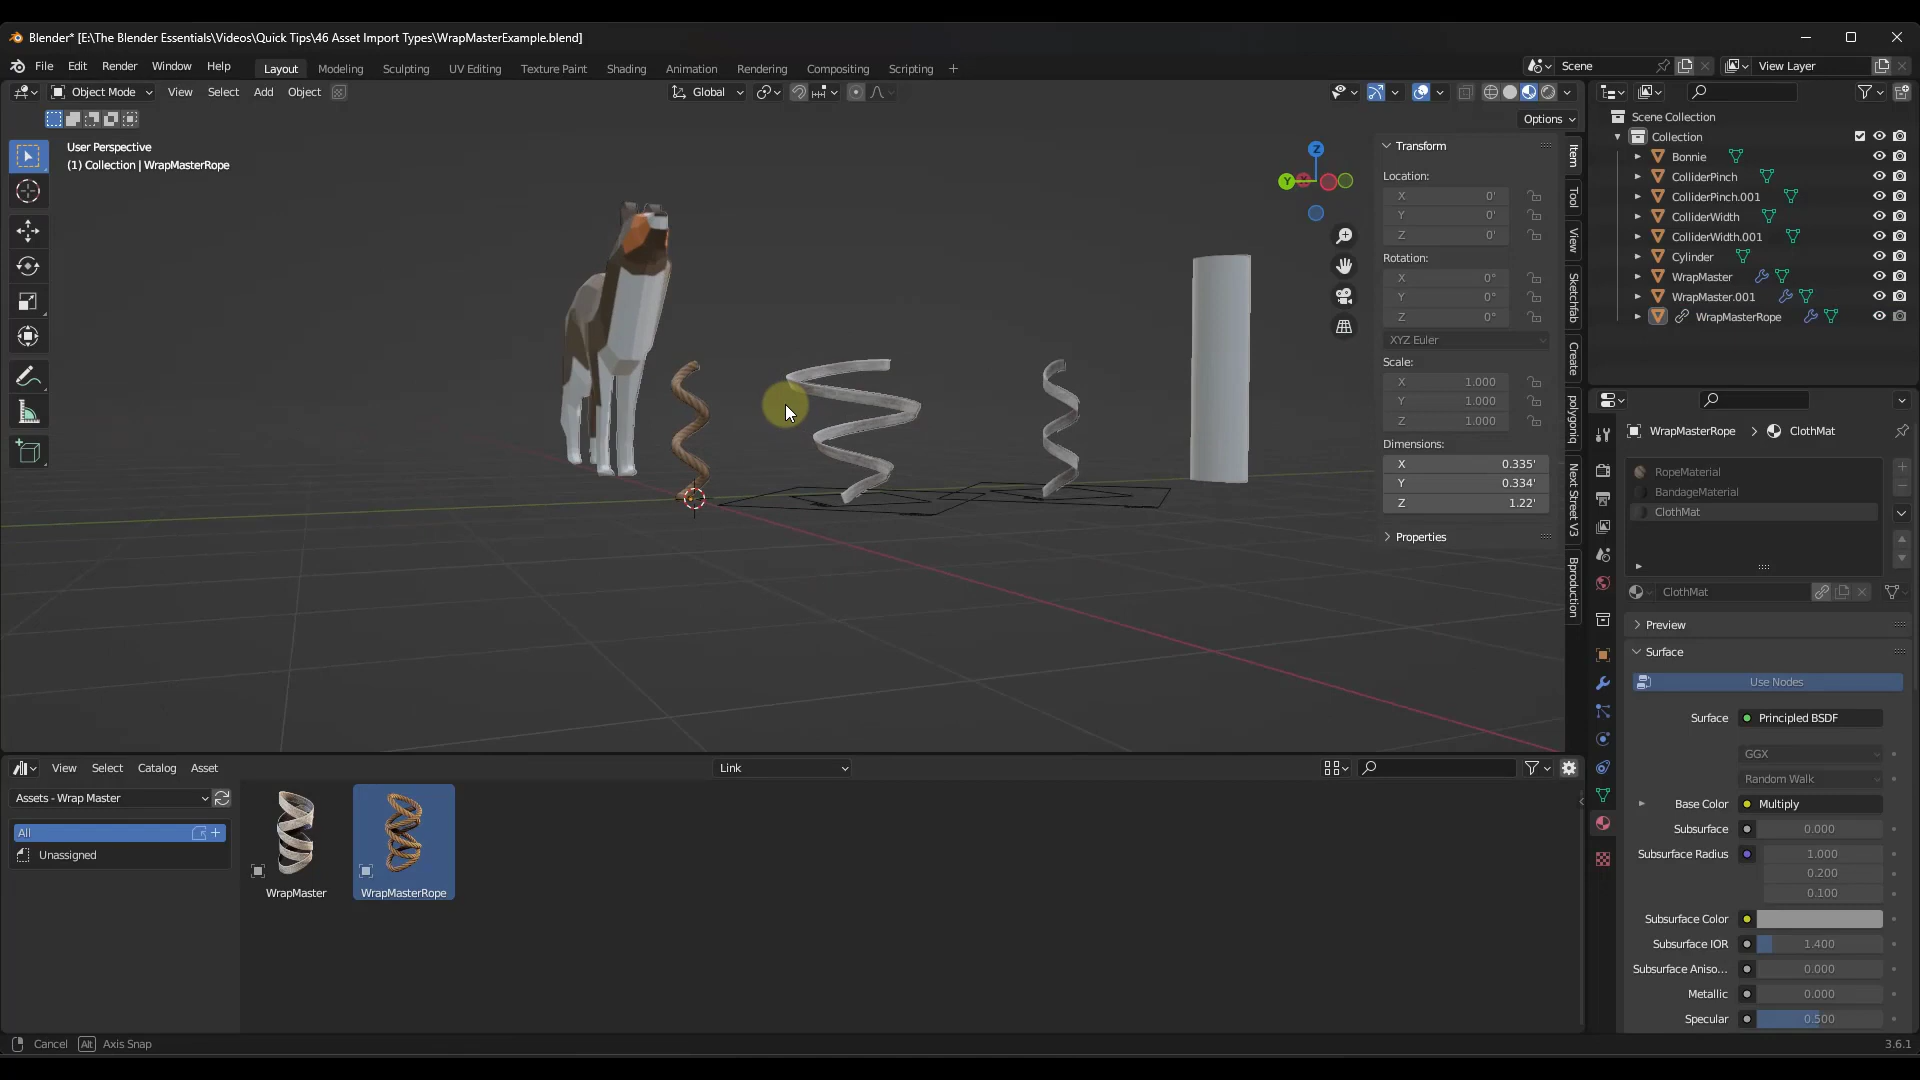 Blender* [E:\The Blender Essentials\Videos\Quick Tips\46 Asset Import Types\WrapMasterExample.blend]
File Edit Render Window Help Layout Modeling Sculpting UV Editing Texture Paint Shading Animation Rendering Compositing Scripting + Scene View Layer
Object Mode View Select Add Object Global
Options
User Perspective
(1) Collection | WrapMasterRope
Z
Y
X
Transform
Location:
X 0'
Y 0'
Z 0'
Rotation:
X 0°
Y 0°
Z 0°
XYZ Euler
Scale:
X 1.000
Y 1.000
Z 1.000
Dimensions:
X 0.335'
Y 0.334'
Z 1.22'
Properties
Item
Tool
View
Sketchfab
Create
polygoniq
Next Street V3
Bproduction
Scene Collection
Collection
Bonnie
ColliderPinch
ColliderPinch.001
ColliderWidth
ColliderWidth.001
Cylinder
WrapMaster
WrapMaster.001
WrapMasterRope
WrapMasterRope > ClothMat
RopeMaterial
BandageMaterial
ClothMat
ClothMat
Preview
Surface
Use Nodes
Surface Principled BSDF
GGX
Random Walk
Base Color Multiply
Subsurface 0.000
Subsurface Radius 1.000
0.200
0.100
Subsurface Color
Subsurface IOR 1.400
Subsurface Aniso... 0.000
Metallic 0.000
Specular 0.500
View Select Catalog Asset Link
Assets - Wrap Master
All
Unassigned
WrapMaster
WrapMasterRope
Cancel Alt Axis Snap
3.6.1